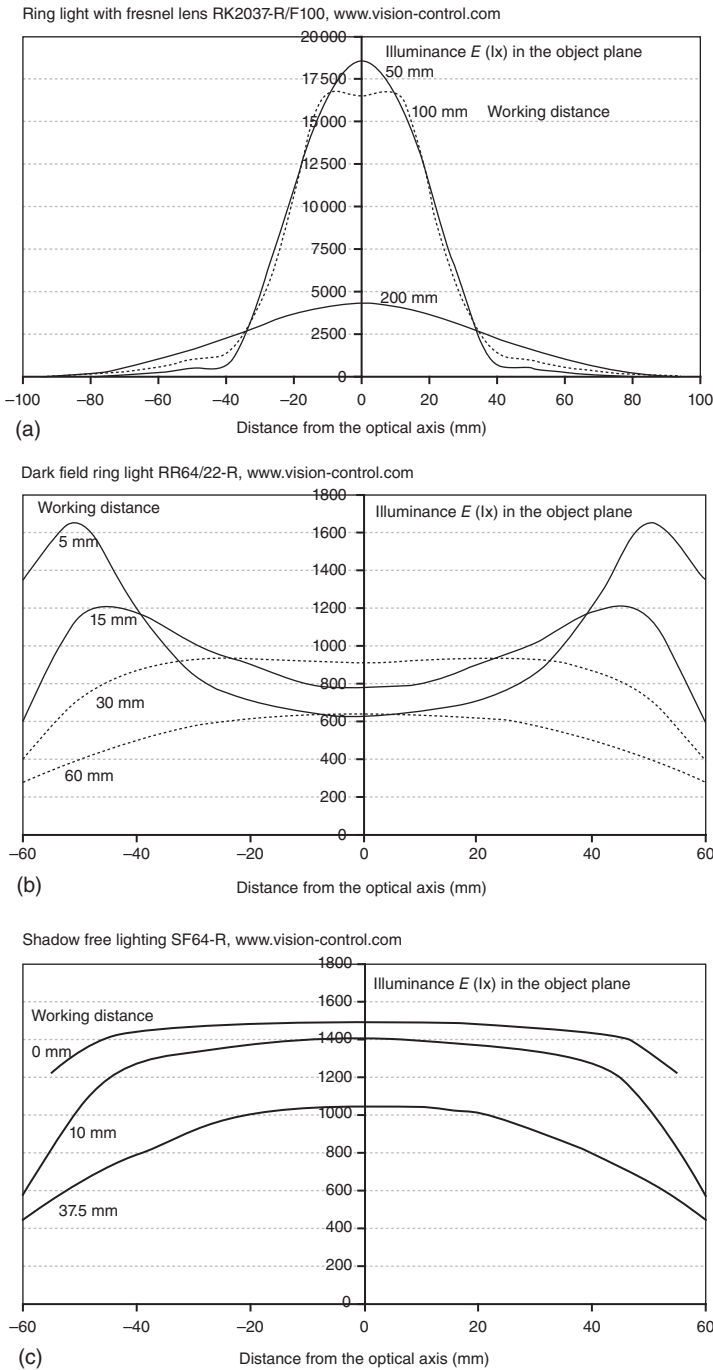 Ring light with fresnel lens RK2037-R/F100, www.vision-control.com
20 000
Illuminance E (lx) in the object plane
50 mm
17 500
100 mm Working distance
15 000
12 500
10 000
7500
5000
200 mm
2500
0
−100 −80 −60 −40 −20 0 20 40 60 80 100
(a) Distance from the optical axis (mm)
Dark field ring light RR64/22-R, www.vision-control.com
1800
Working distance
Illuminance E (lx) in the object plane
1600
5 mm
1400
1200
15 mm
1000
800
30 mm
600
400
60 mm
200
0
−60 −40 −20 0 20 40 60
(b) Distance from the optical axis (mm)
Shadow free lighting SF64-R, www.vision-control.com
1800
Illuminance E (lx) in the object plane
1600
Working distance
1400
0 mm
1200
1000
10 mm
800
600
37.5 mm
400
200
0
−60 −40 −20 0 20 40 60
(c) Distance from the optical axis (mm)